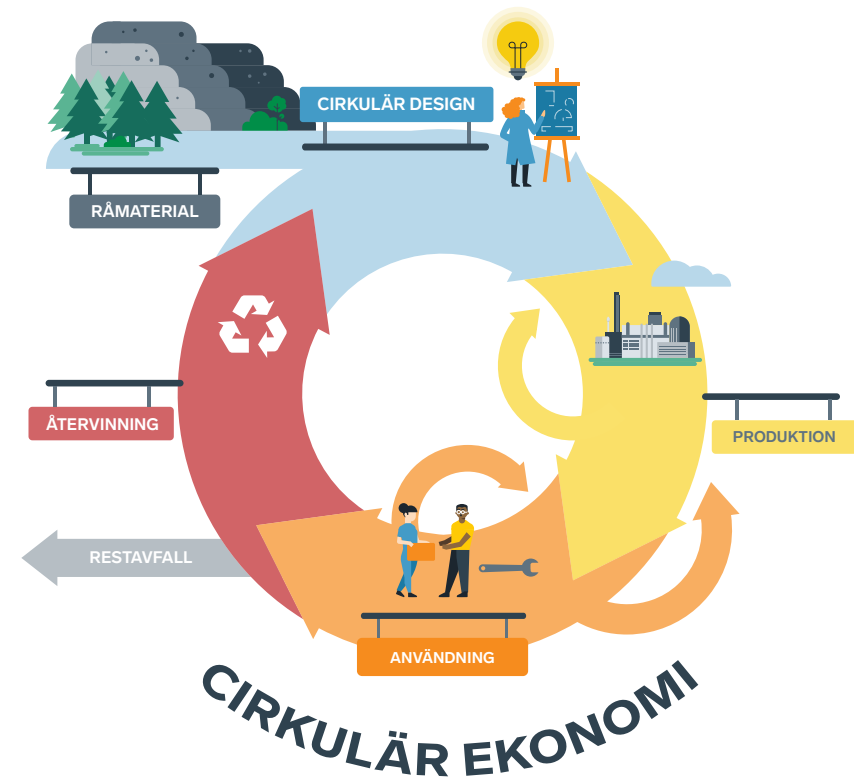 CIRKULÄR DESIGN
RÅMATERIAL
ÅTERVINNING
PRODUKTION
RESTAVFALL
ANVÄNDNING
CIRKULÄR EKONOMI